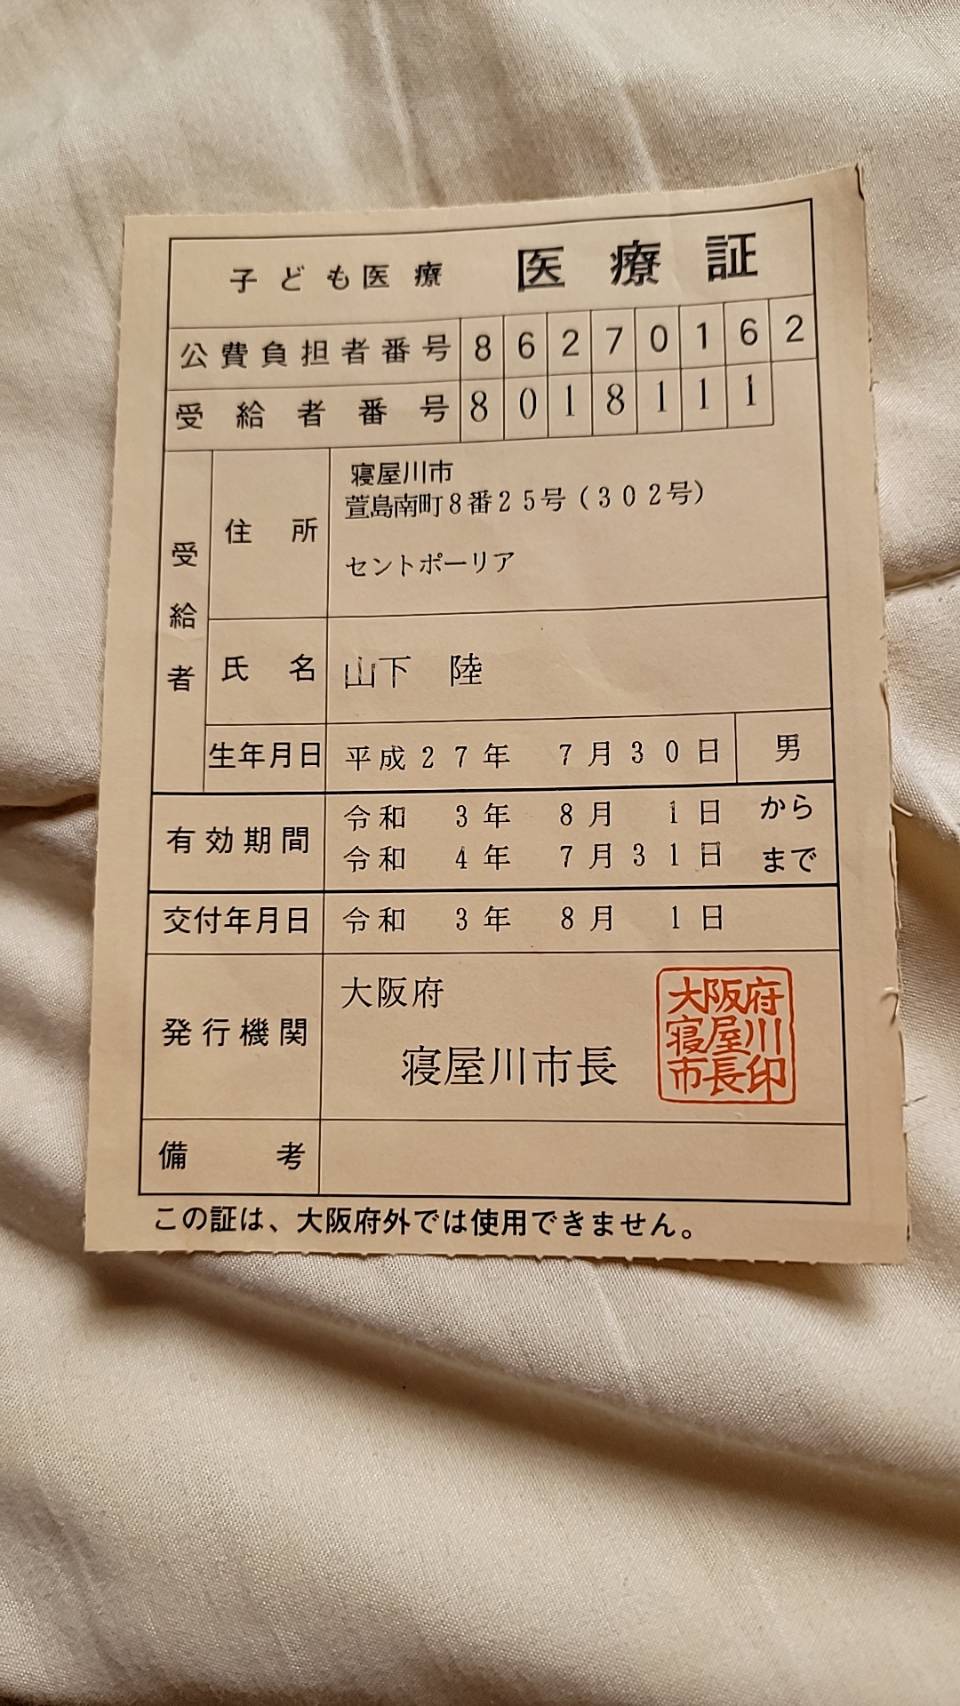 子ども医療 医療証
公費負担者番号 86270162
受給者番号 8018111
受給者
住所
寝屋川市
萱島南町8番25号(302号)
セントポーリア
氏名 山下 陸
生年月日 平成27年 7月30日 男
有効期間
令和 3年 8月 1日 から
令和 4年 7月31日 まで
交付年月日 令和 3年 8月 1日
発行機関
大阪府
寝屋川市長
大阪府
寝屋川
市長印
備考
この証は、大阪府外では使用できません。